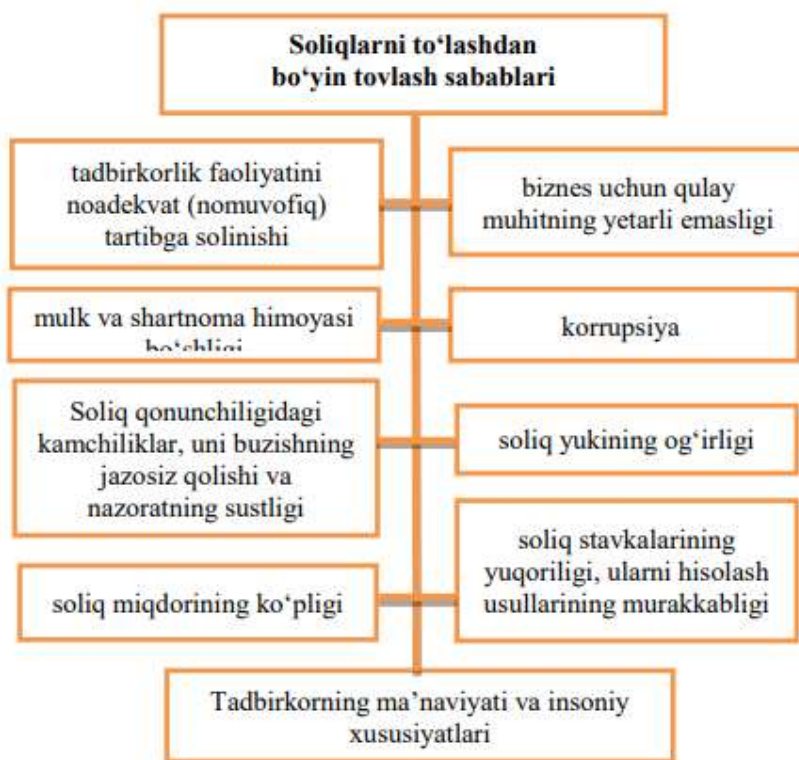 Soliqlarni to‘lashdan
bo‘yin tovlash sabablari
tadbirkorlik faoliyatini
noadekvat (nomuvofiq)
tartibga solinishi
biznes uchun qulay
muhitning yetarli emasligi
mulk va shartnoma himoyasi
bo‘shligi
korrupsiya
Soliq qonunchiligidagi
kamchiliklar, uni buzishning
jazosiz qolishi va
nazoratning sustligi
soliq yukining og‘irligi
soliq miqdorining ko‘pligi
soliq stavkalarining
yuqoriligi, ularni hisolash
usullarining murakkabligi
Tadbirkorning ma’naviyati va insoniy
xususiyatlari